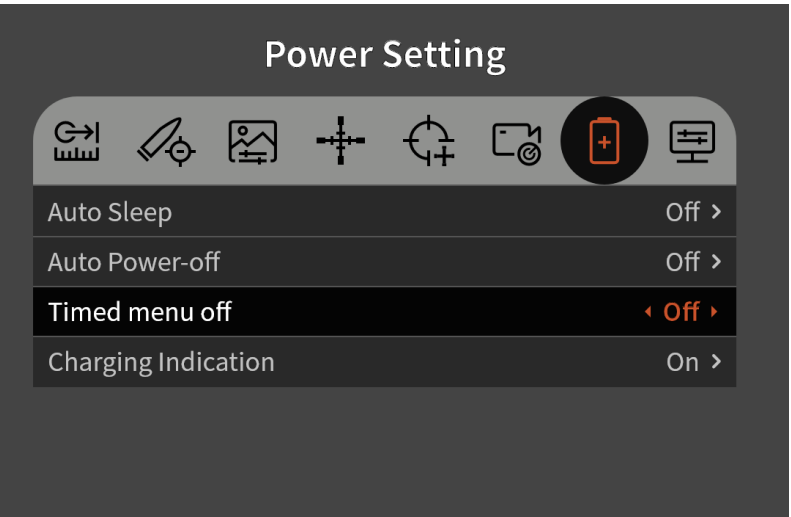 Power Setting
Auto Sleep Off
Auto Power-off Off
Timed menu off Off
Charging Indication On